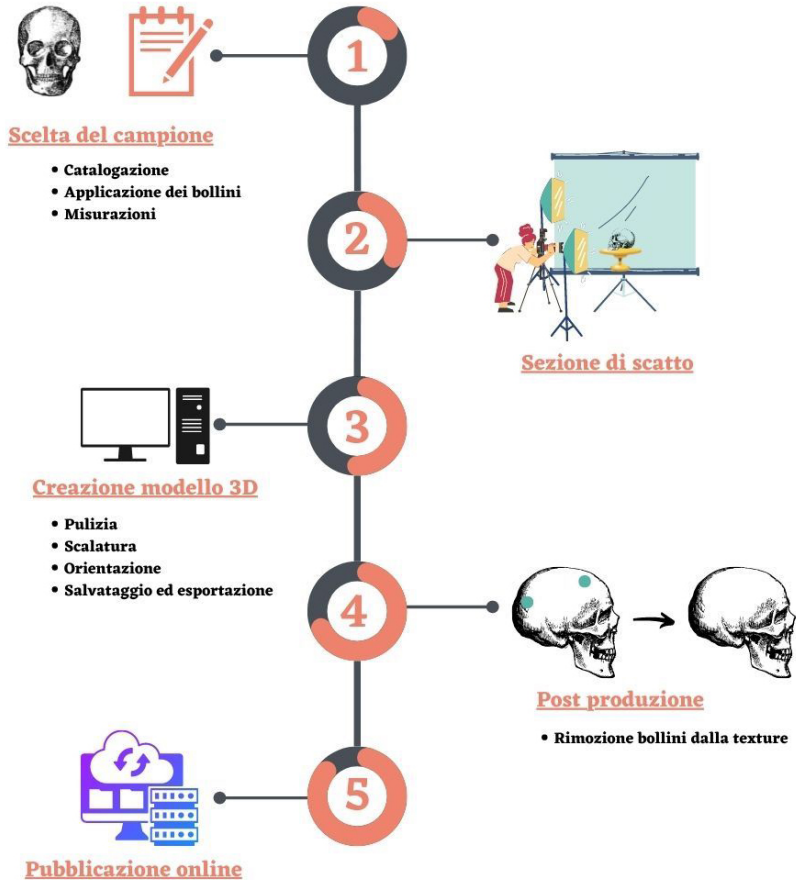 1
Scelta del campione
• Catalogazione
• Applicazione dei bollini
• Misurazioni
2
Sezione di scatto
3
Creazione modello 3D
• Pulizia
• Scalatura
• Orientazione
• Salvataggio ed esportazione
4
Post produzione
• Rimozione bollini dalla texture
5
Pubblicazione online